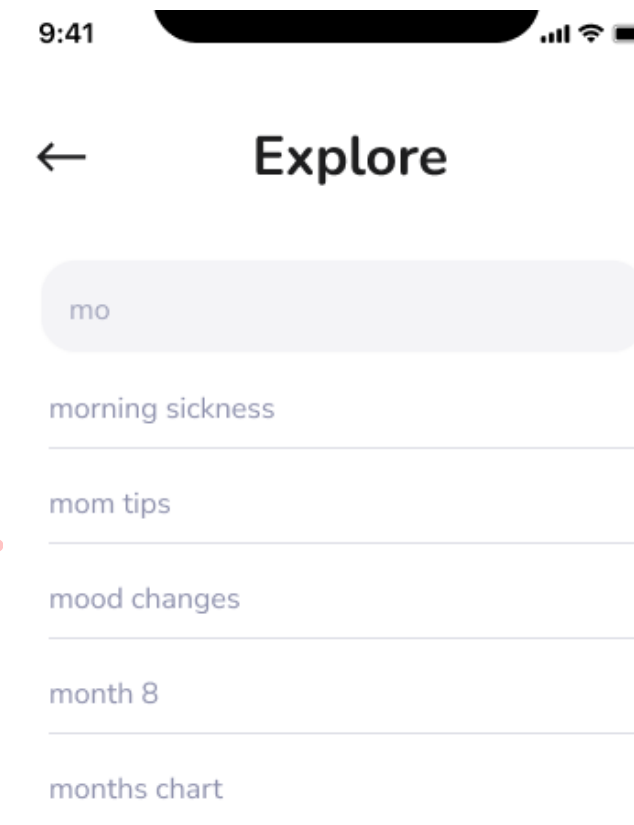 9:41
Explore
mo
morning sickness
mom tips
mood changes
month 8
months chart